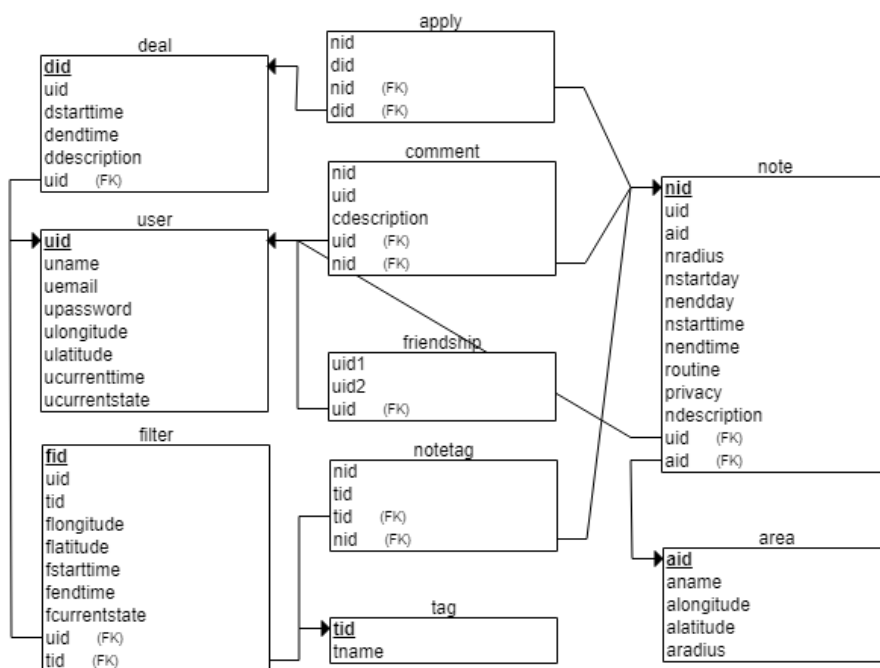 deal
did
uid
dstarttime
dendtime
ddescription
uid (FK)
apply
nid
did
nid (FK)
did (FK)
comment
nid
uid
cdescription
uid (FK)
nid (FK)
note
nid
uid
aid
nradius
nstartday
nendday
nstarttime
nendtime
routine
privacy
ndescription
uid (FK)
aid (FK)
user
uid
uname
uemail
upassword
ulongitude
ulatitude
ucurrenttime
ucurrentstate
friendship
uid1
uid2
uid (FK)
filter
fid
uid
tid
flongitude
flatitude
fstarttime
fendtime
fcurrentstate
uid (FK)
tid (FK)
notetag
nid
tid
tid (FK)
nid (FK)
tag
tid
tname
area
aid
aname
alongitude
alatitude
aradius